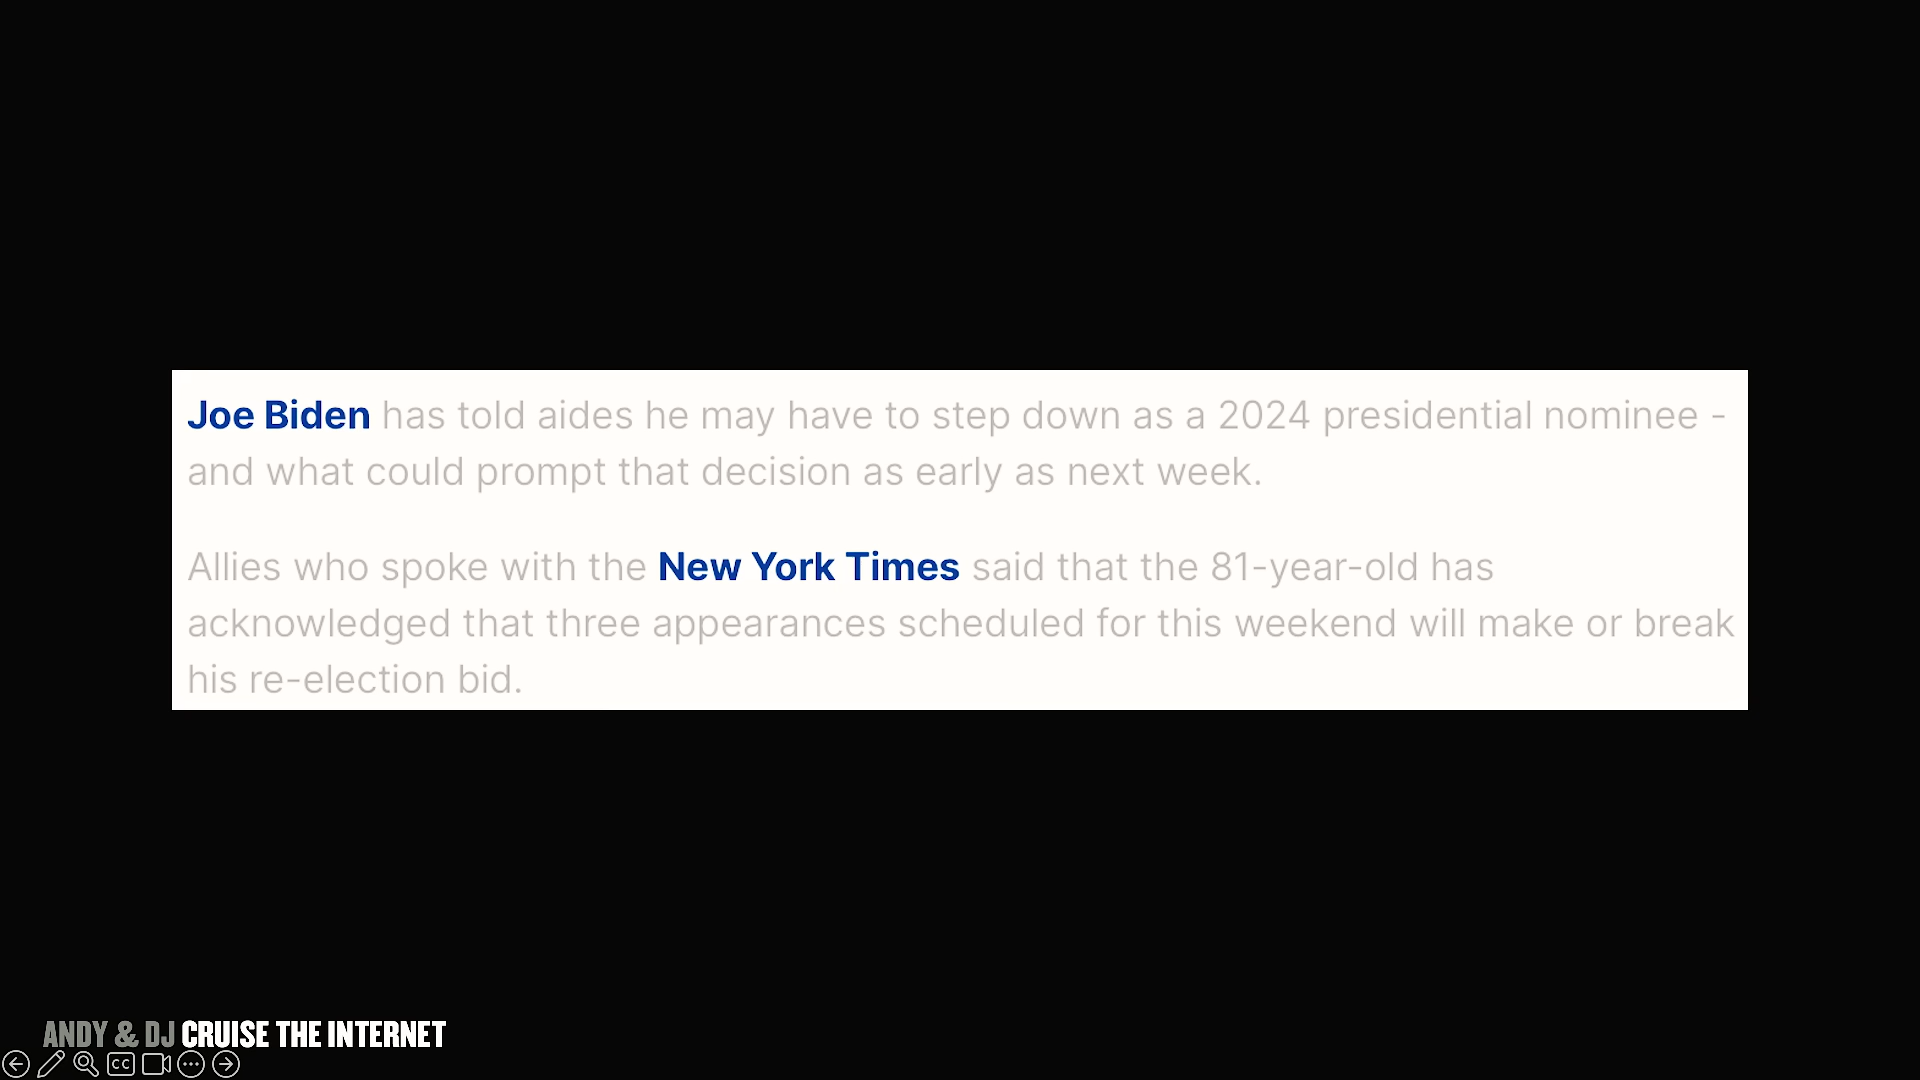 Joe Biden has told aides he may have to step down as a 2024 presidential nominee -
and what could prompt that decision as early as next week.
Allies who spoke with the New York Times said that the 81-year-old has
acknowledged that three appearances scheduled for this weekend will make or break
his re-election bid.
ANDY & DJ CRUISE THE INTERNET
CC